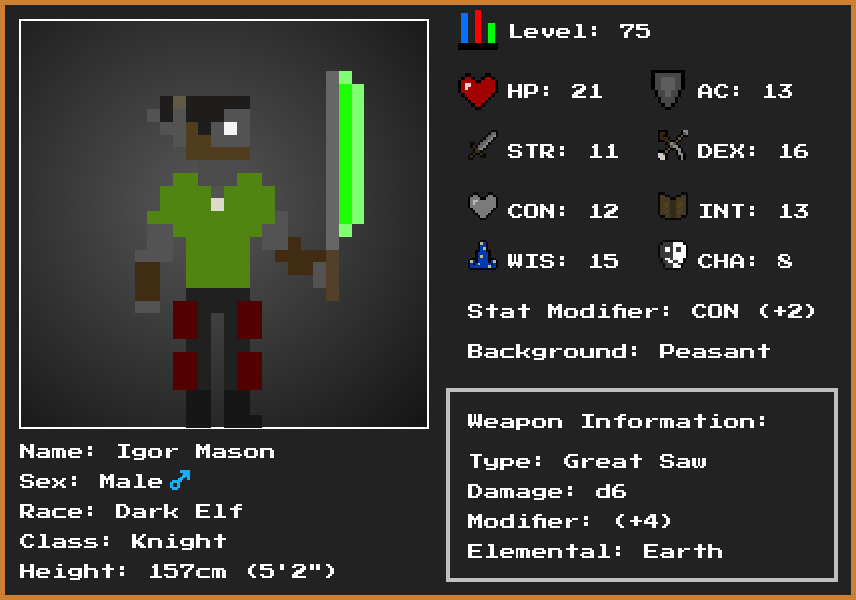 Level: 75
HP: 21
AC: 13
STR: 11
DEX: 16
CON: 12
INT: 13
WIS: 15
CHA: 8
Stat Modifier: CON (+2)
Background: Peasant
Name: Igor Mason
Sex: Male ♂
Race: Dark Elf
Class: Knight
Height: 157cm (5'2")
Weapon Information:
Type: Great Saw
Damage: d6
Modifier: (+4)
Elemental: Earth